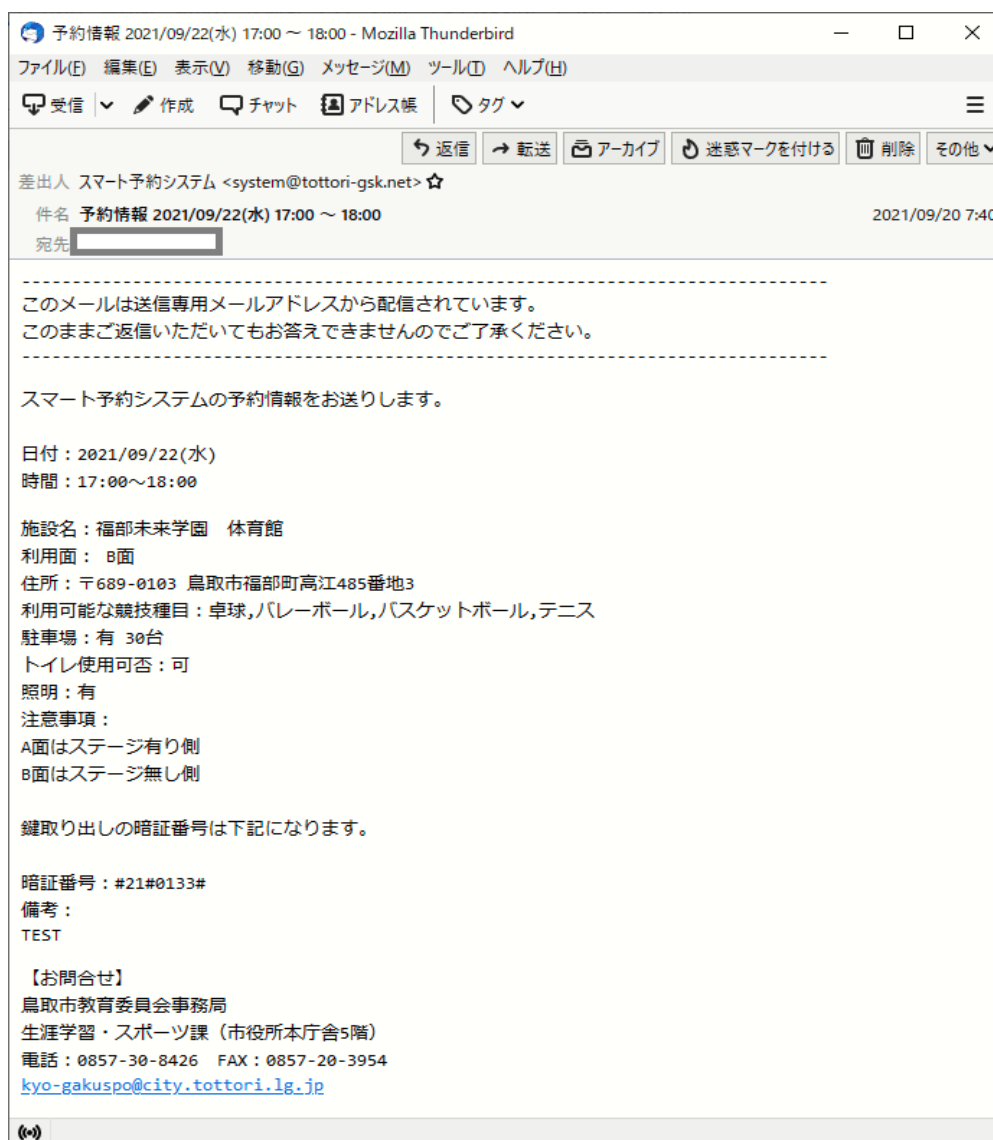 予約情報 2021/09/22(水) 17:00 ～ 18:00 - Mozilla Thunderbird
ファイル(F) 編集(E) 表示(V) 移動(G) メッセージ(M) ツール(T) ヘルプ(H)
受信 作成 チャット アドレス帳 タグ
返信 転送 アーカイブ 迷惑マークを付ける 削除 その他
差出人 スマート予約システム <system@tottori-gsk.net>
件名 予約情報 2021/09/22(水) 17:00 ～ 18:00 2021/09/20 7:40
宛先
--------------------------------------------------------------------------------
このメールは送信専用メールアドレスから配信されています。
このままご返信いただいてもお答えできませんのでご了承ください。
--------------------------------------------------------------------------------
スマート予約システムの予約情報をお送りします。
日付：2021/09/22(水)
時間：17:00～18:00
施設名：福部未来学園　体育館
利用面： B面
住所：〒689-0103 鳥取市福部町高江485番地3
利用可能な競技種目：卓球,バレーボール,バスケットボール,テニス
駐車場：有 30台
トイレ使用可否：可
照明：有
注意事項：
A面はステージ有り側
B面はステージ無し側
鍵取り出しの暗証番号は下記になります。
暗証番号：#21#0133#
備考：
TEST
【お問合せ】
鳥取市教育委員会事務局
生涯学習・スポーツ課（市役所本庁舎5階）
電話：0857-30-8426 FAX：0857-20-3954
kyo-gakuspo@city.tottori.lg.jp